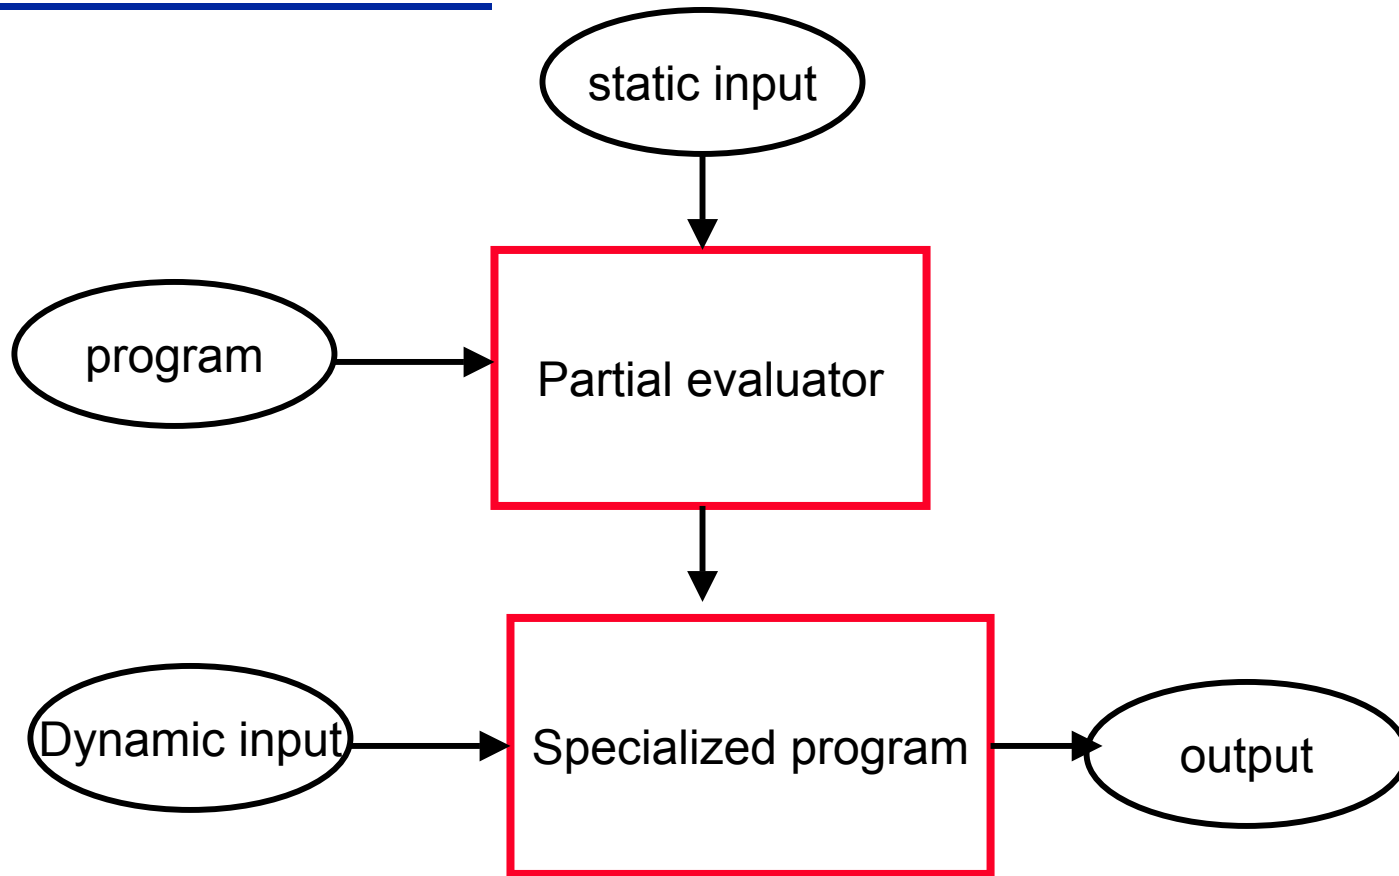 static input
program
Partial evaluator
Dynamic input
Specialized program
output